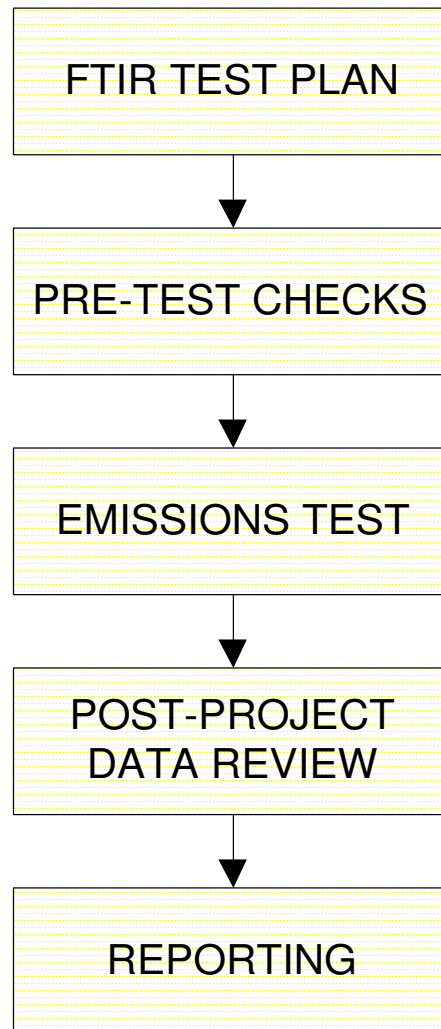 FTIR TEST PLAN
PRE-TEST CHECKS
EMISSIONS TEST
POST-PROJECT
DATA REVIEW
REPORTING